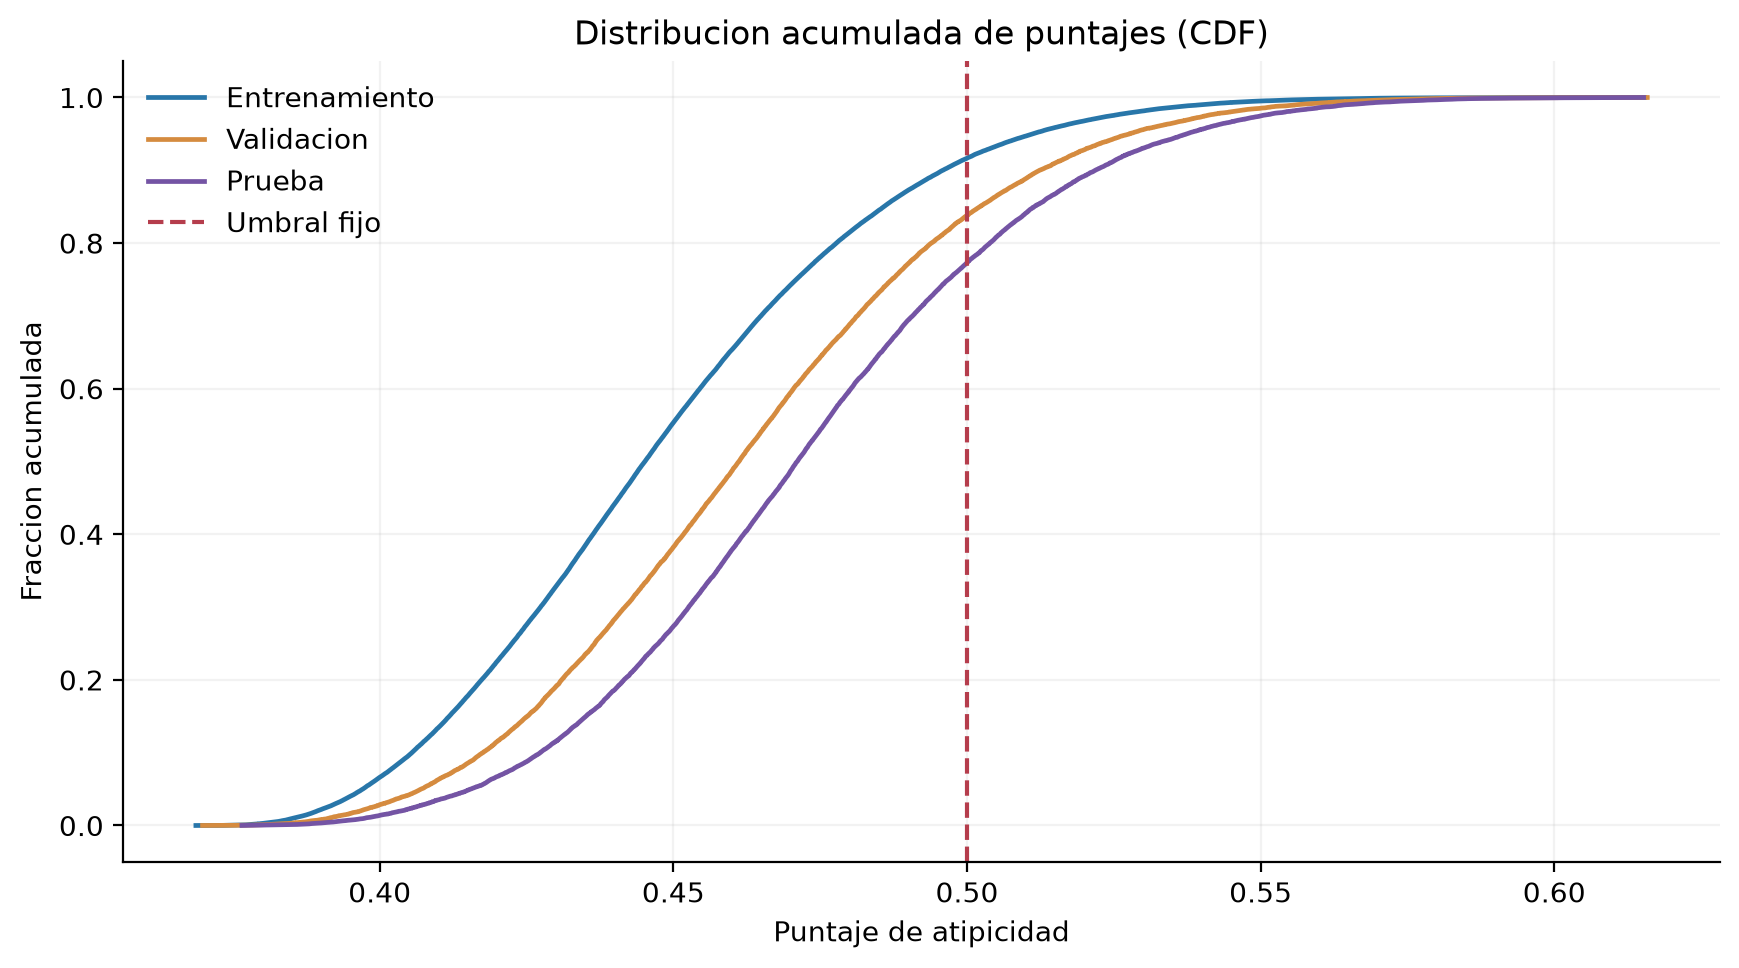 Distribucion acumulada de puntajes (CDF)
Entrenamiento
Validacion
Prueba
Umbral fijo
Fraccion acumulada
1.0
0.8
0.6
0.4
0.2
0.0
0.40 0.45 0.50 0.55 0.60
Puntaje de atipicidad